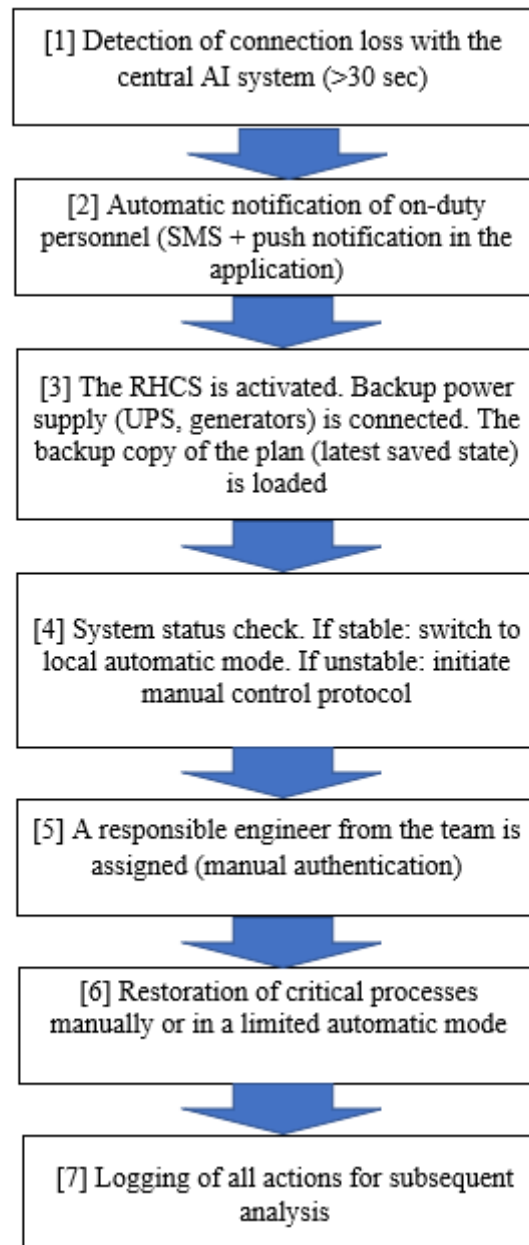 [1] Detection of connection loss with the
central AI system (>30 sec)
[2] Automatic notification of on-duty
personnel (SMS + push notification in the
application)
[3] The RHCS is activated. Backup power
supply (UPS, generators) is connected. The
backup copy of the plan (latest saved state)
is loaded
[4] System status check. If stable: switch to
local automatic mode. If unstable: initiate
manual control protocol
[5] A responsible engineer from the team is
assigned (manual authentication)
[6] Restoration of critical processes
manually or in a limited automatic mode
[7] Logging of all actions for subsequent
analysis